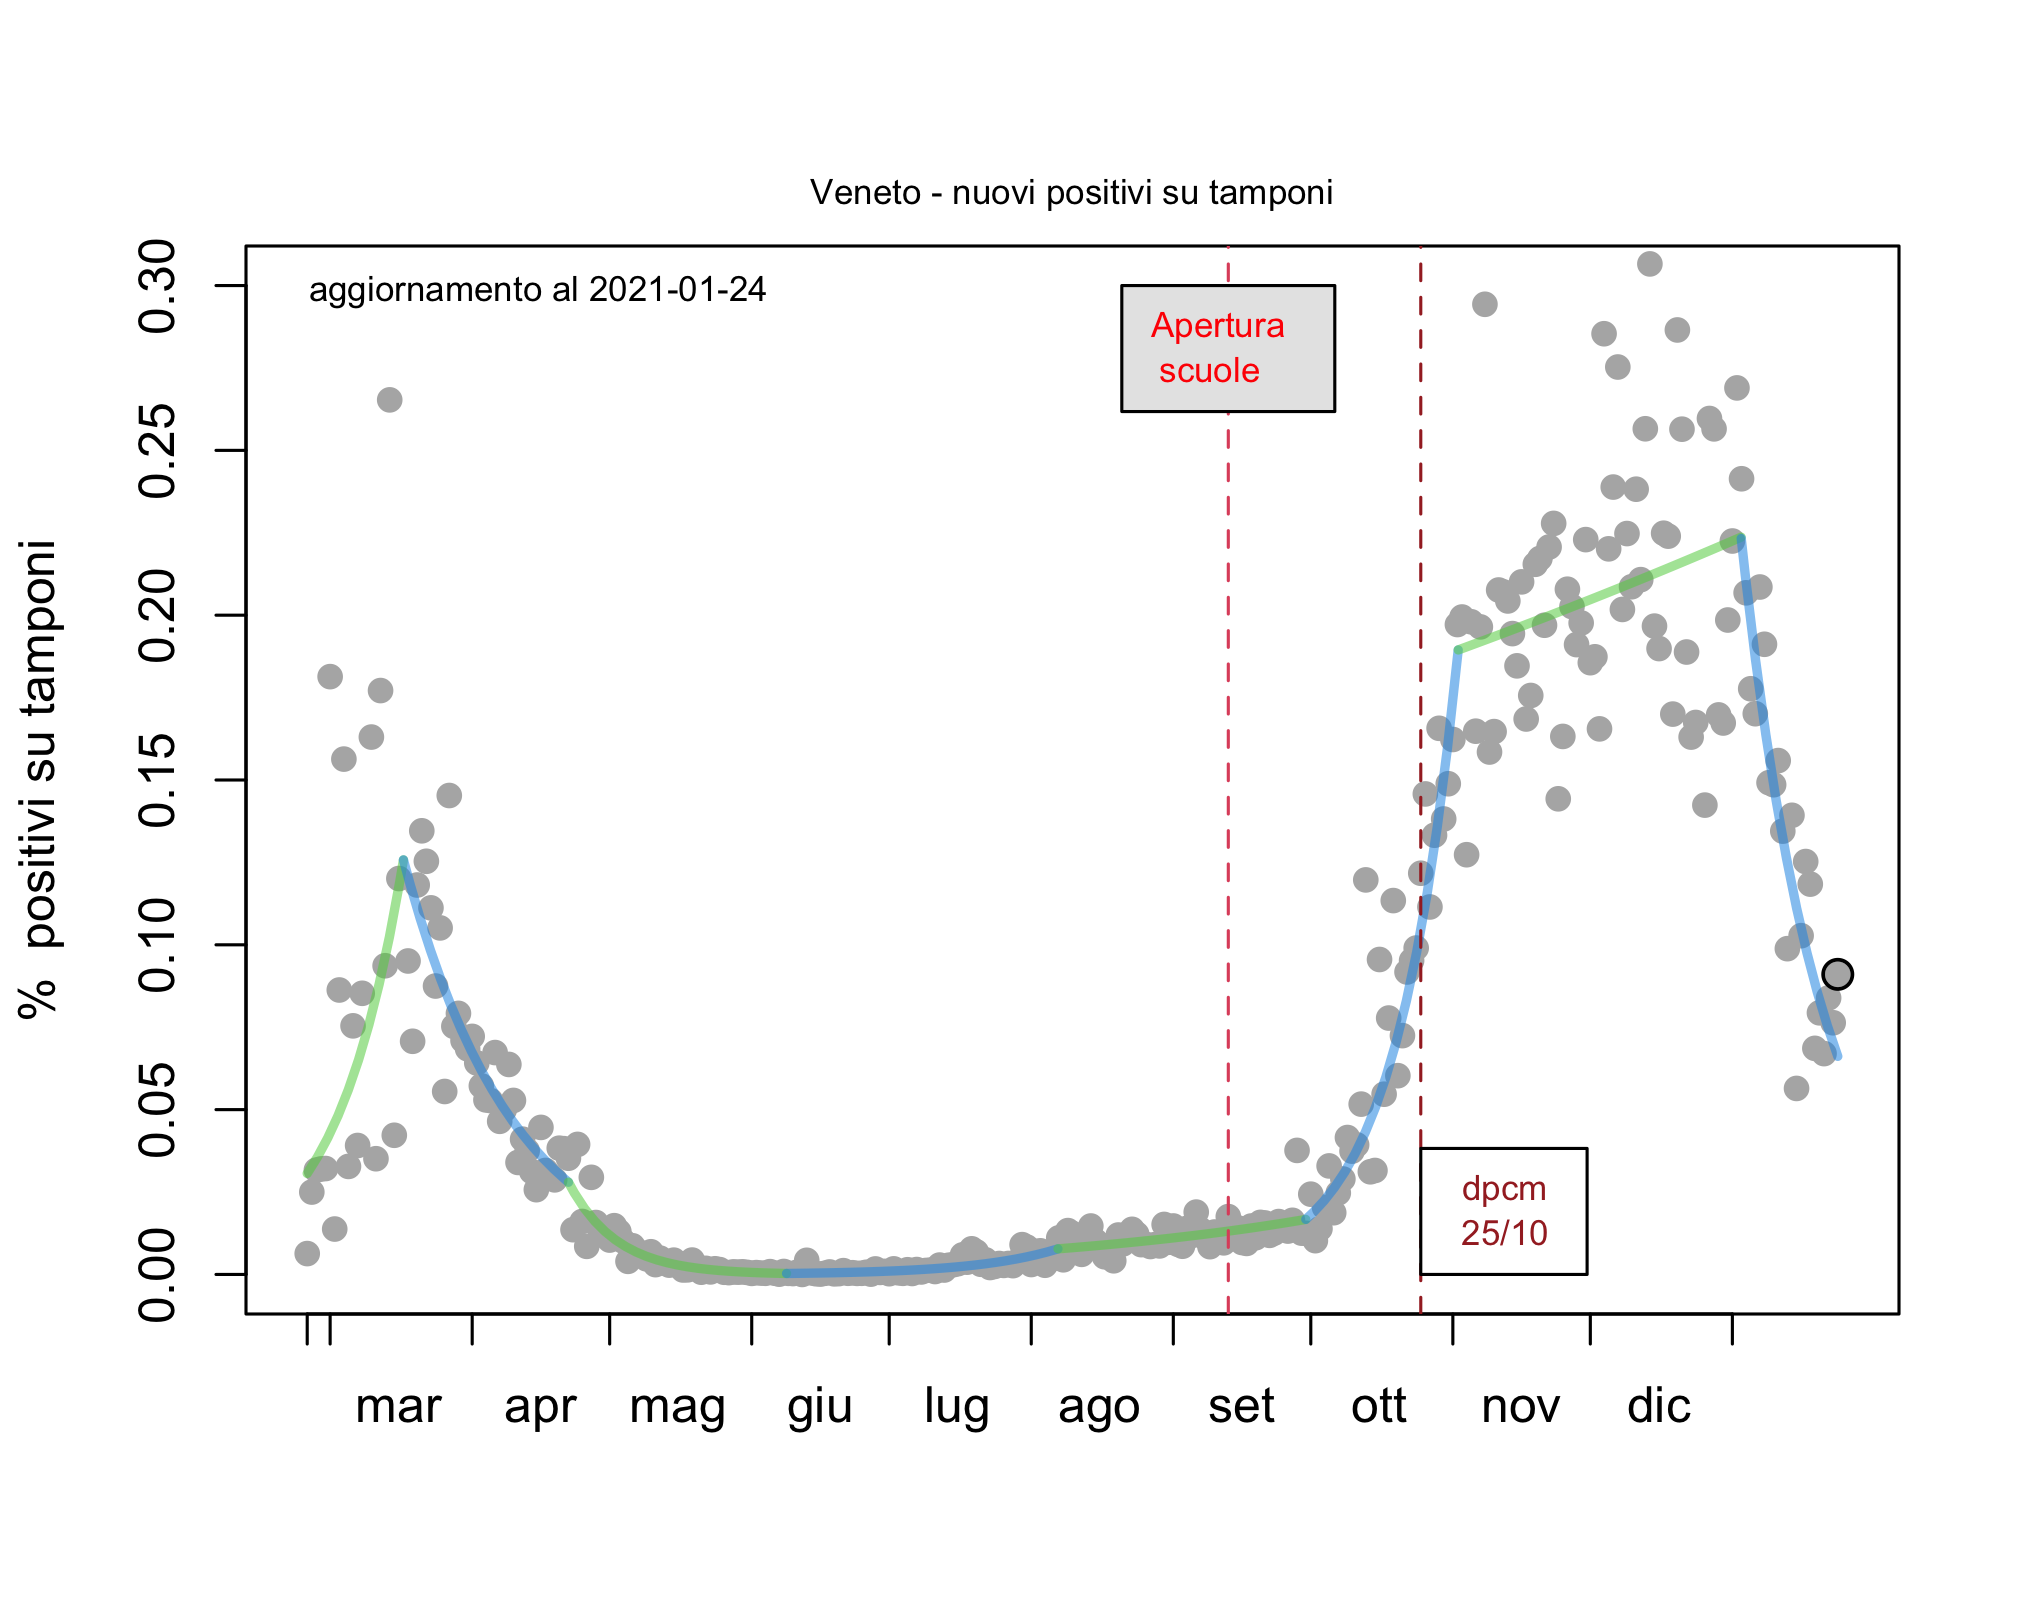 Veneto - nuovi positivi su tamponi
aggiornamento al 2021-01-24
Apertura
scuole
dpcm
25/10
% positivi su tamponi
0.30
0.25
0.20
0.15
0.10
0.05
0.00
mar apr mag giu lug ago set ott nov dic